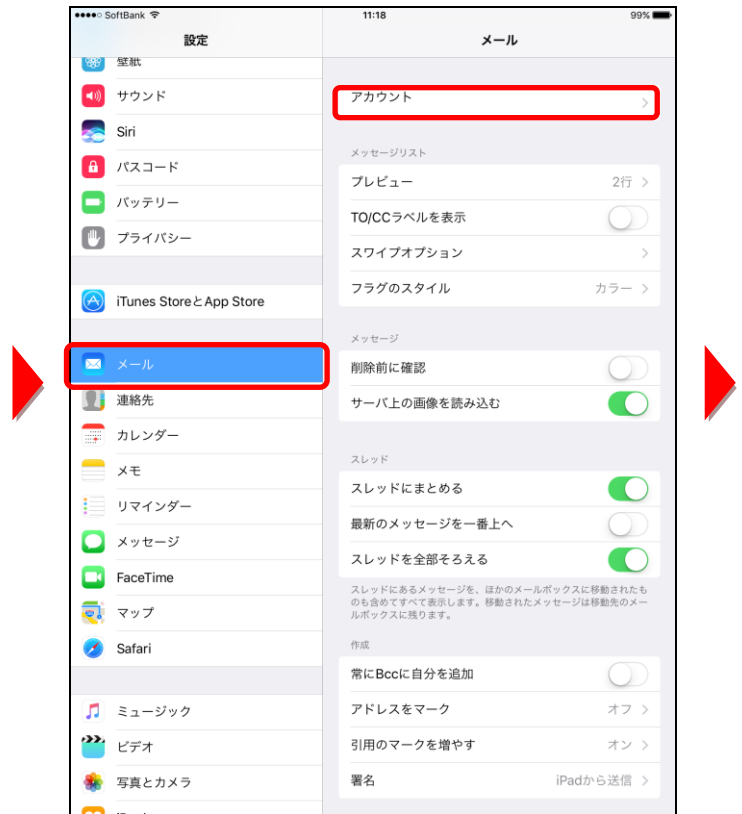 SoftBank 11:18 99%
設定
壁紙
サウンド
Siri
パスコード
バッテリー
プライバシー
iTunes StoreとApp Store
メール
連絡先
カレンダー
メモ
リマインダー
メッセージ
FaceTime
マップ
Safari
ミュージック
ビデオ
写真とカメラ
メール
アカウント
メッセージリスト
プレビュー 2行
TO/CCラベルを表示
スワイプオプション
フラグのスタイル カラー
メッセージ
削除前に確認
サーバ上の画像を読み込む
スレッド
スレッドにまとめる
最新のメッセージを一番上へ
スレッドを全部そろえる
スレッドにあるメッセージを、ほかのメールボックスに移動されたも
のも含めてすべて表示します。移動されたメッセージは移動先のメー
ルボックスに残ります。
作成
常にBccに自分を追加
アドレスをマーク オフ
引用のマークを増やす オン
署名 iPadから送信